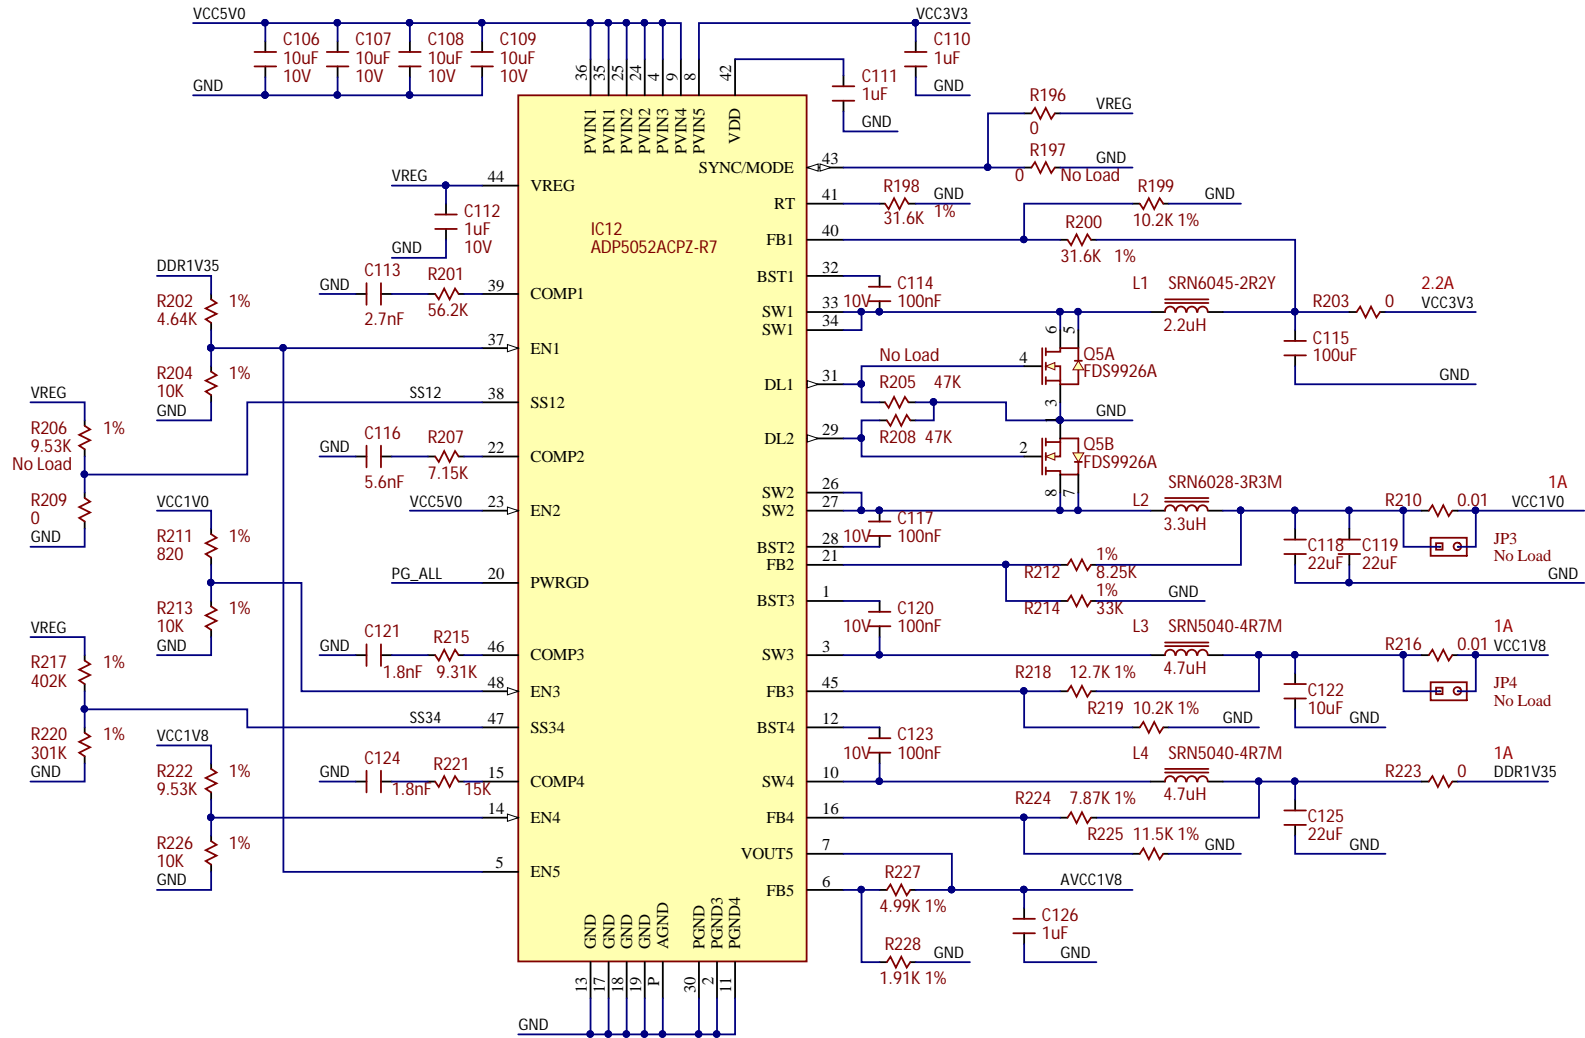 VCC5V0
C106
10uF
10V
C107
10uF
10V
C108
10uF
10V
C109
10uF
10V
GND
VCC3V3
C110
1uF
GND
C111
1uF
GND
36
35
25
24
4
9
8
42
PVIN1
PVIN1
PVIN2
PVIN2
PVIN3
PVIN4
PVIN5
VDD
IC12
ADP5052ACPZ-R7
VREG
44
VREG
C112
1uF
10V
GND
GND
C113
2.7nF
R201
56.2K
39
COMP1
DDR1V35
R202
4.64K
1%
R204
10K
1%
GND
37
EN1
VREG
R206
9.53K
No Load
1%
R209
0
GND
SS12
38
SS12
GND
C116
5.6nF
R207
7.15K
22
COMP2
VCC5V0
23
EN2
VCC1V0
R211
820
1%
R213
10K
1%
GND
PG_ALL
20
PWRGD
GND
C121
1.8nF
R215
9.31K
46
COMP3
48
EN3
VREG
R217
402K
1%
R220
301K
1%
GND
SS34
47
SS34
VCC1V8
R222
9.53K
1%
R226
10K
1%
GND
GND
C124
1.8nF
R221
15K
15
COMP4
14
EN4
5
EN5
GND
GND
GND
GND
AGND
PGND
PGND3
PGND4
13
17
18
19
P
30
2
11
GND
SYNC/MODE
43
R196
0
VREG
R197
0
No Load
GND
RT
41
R198
31.6K
1%
GND
R199
10.2K 1%
GND
FB1
40
R200
31.6K 1%
BST1
32
C114
100nF
10V
SW1
33
SW1
34
L1
SRN6045-2R2Y
2.2uH
R203
0
2.2A
VCC3V3
C115
100uF
GND
DL1
31
No Load
R205
47K
4
6
5
3
Q5A
FDS9926A
GND
DL2
29
R208
47K
2
1
8
7
Q5B
FDS9926A
SW2
26
SW2
27
C117
100nF
10V
BST2
28
L2
SRN6028-3R3M
3.3uH
R210
0.01
1A
VCC1V0
JP3
No Load
C118
22uF
C119
22uF
GND
FB2
21
R212
1%
8.25K
R214
1%
33K
GND
BST3
1
C120
100nF
10V
SW3
3
L3
SRN5040-4R7M
4.7uH
R216
0.01
1A
VCC1V8
JP4
No Load
C122
10uF
GND
FB3
45
R218
12.7K 1%
R219
10.2K 1%
GND
BST4
12
C123
100nF
10V
SW4
10
L4
SRN5040-4R7M
4.7uH
R223
0
1A
DDR1V35
C125
22uF
GND
FB4
16
R224
7.87K 1%
R225
11.5K 1%
GND
VOUT5
7
FB5
6
R227
4.99K 1%
AVCC1V8
C126
1uF
GND
R228
1.91K 1%
GND